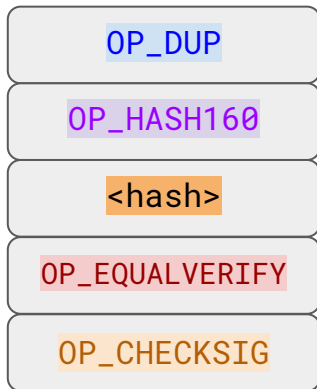 OP_DUP
OP_HASH160
<hash>
OP_EQUALVERIFY
OP_CHECKSIG